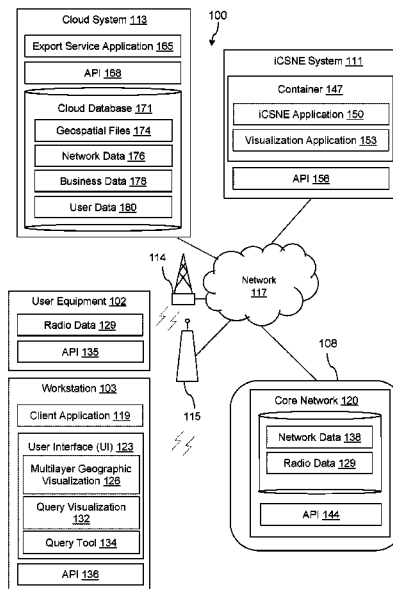 100
Cloud System 113
Export Service Application 165
API 168
Cloud Database 171
Geospatial Files 174
Network Data 176
Business Data 178
User Data 180
iCSNE System 111
Container 147
iCSNE Application 150
Visualization Application 153
API 156
114
Network
117
115
108
User Equipment 102
Radio Data 129
API 135
Workstation 103
Client Application 119
User Interface (UI) 123
Multilayer Geographic
Visualization 126
Query Visualization
132
Query Tool 134
API 136
Core Network 120
Network Data 138
Radio Data 129
API 144